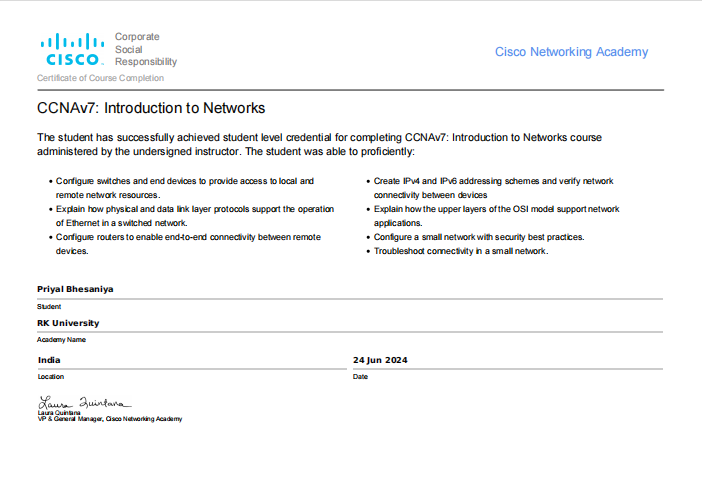 Corporate
Social
Responsibility
CISCO
Cisco Networking Academy
Certificate of Course Completion
CCNAv7: Introduction to Networks
The student has successfully achieved student level credential for completing CCNAv7: Introduction to Networks course
administered by the undersigned instructor. The student was able to proficiently:
• Configure switches and end devices to provide access to local and
remote network resources.
• Explain how physical and data link layer protocols support the operation
of Ethernet in a switched network.
• Configure routers to enable end-to-end connectivity between remote
devices.
• Create IPv4 and IPv6 addressing schemes and verify network
connectivity between devices
• Explain how the upper layers of the OSI model support network
applications.
• Configure a small network with security best practices.
• Troubleshoot connectivity in a small network.
Priyal Bhesaniya
Student
RK University
Academy Name
India
Location
24 Jun 2024
Date
Laura Quintana
Laura Quintana
VP & General Manager, Cisco Networking Academy